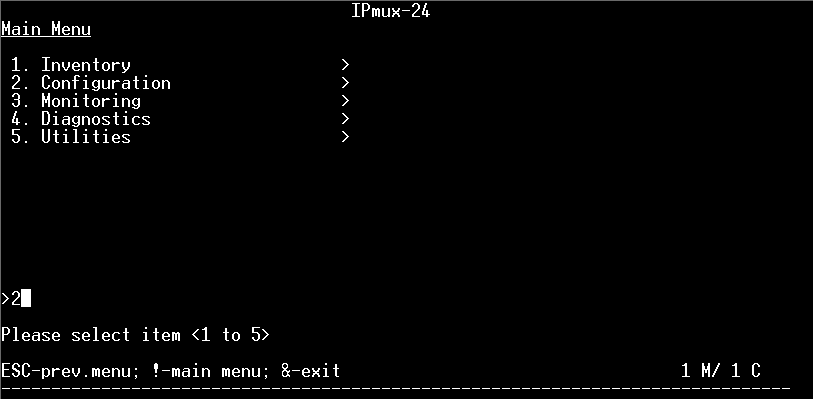 IPmux-24
Main Menu
1. Inventory >
2. Configuration >
3. Monitoring >
4. Diagnostics >
5. Utilities >
>2
Please select item <1 to 5>
ESC-prev.menu; !-main menu; &-exit 1 M/ 1 C
-------------------------------------------------------------------------------